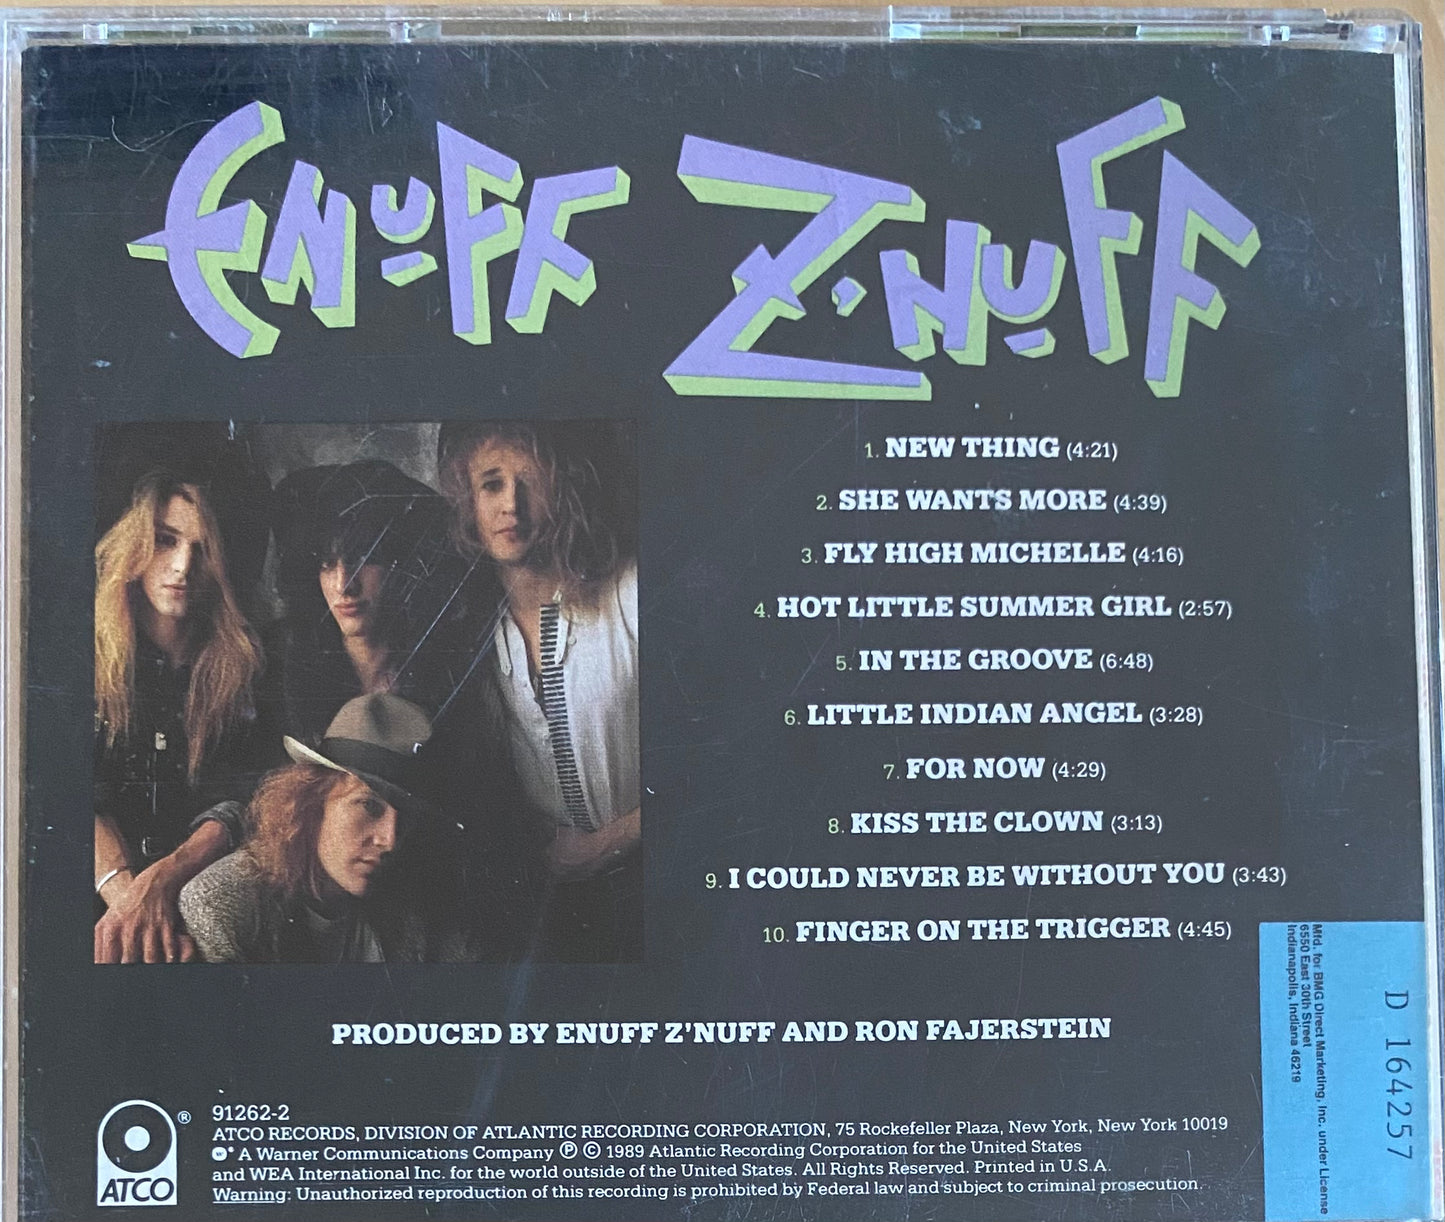 ENUFF Z'NUFF
1. NEW THING (4:21)
2. SHE WANTS MORE (4:39)
3. FLY HIGH MICHELLE (4:16)
4. HOT LITTLE SUMMER GIRL (2:57)
5. IN THE GROOVE (6:48)
6. LITTLE INDIAN ANGEL (3:28)
7. FOR NOW (4:29)
8. KISS THE CLOWN (3:13)
9. I COULD NEVER BE WITHOUT YOU (3:43)
10. FINGER ON THE TRIGGER (4:45)
PRODUCED BY ENUFF Z'NUFF AND RON FAJERSTEIN
ATCO ®
91262-2
ATCO RECORDS, DIVISION OF ATLANTIC RECORDING CORPORATION, 75 Rockefeller Plaza, New York, New York 10019
A Warner Communications Company ℗ © 1989 Atlantic Recording Corporation for the United States
and WEA International Inc. for the world outside of the United States. All Rights Reserved. Printed in U.S.A.
Warning: Unauthorized reproduction of this recording is prohibited by Federal law and subject to criminal prosecution.
D 164257
Mfd. for BMG Direct Marketing, Inc. under License
6550 East 30th Street
Indianapolis, Indiana 46219